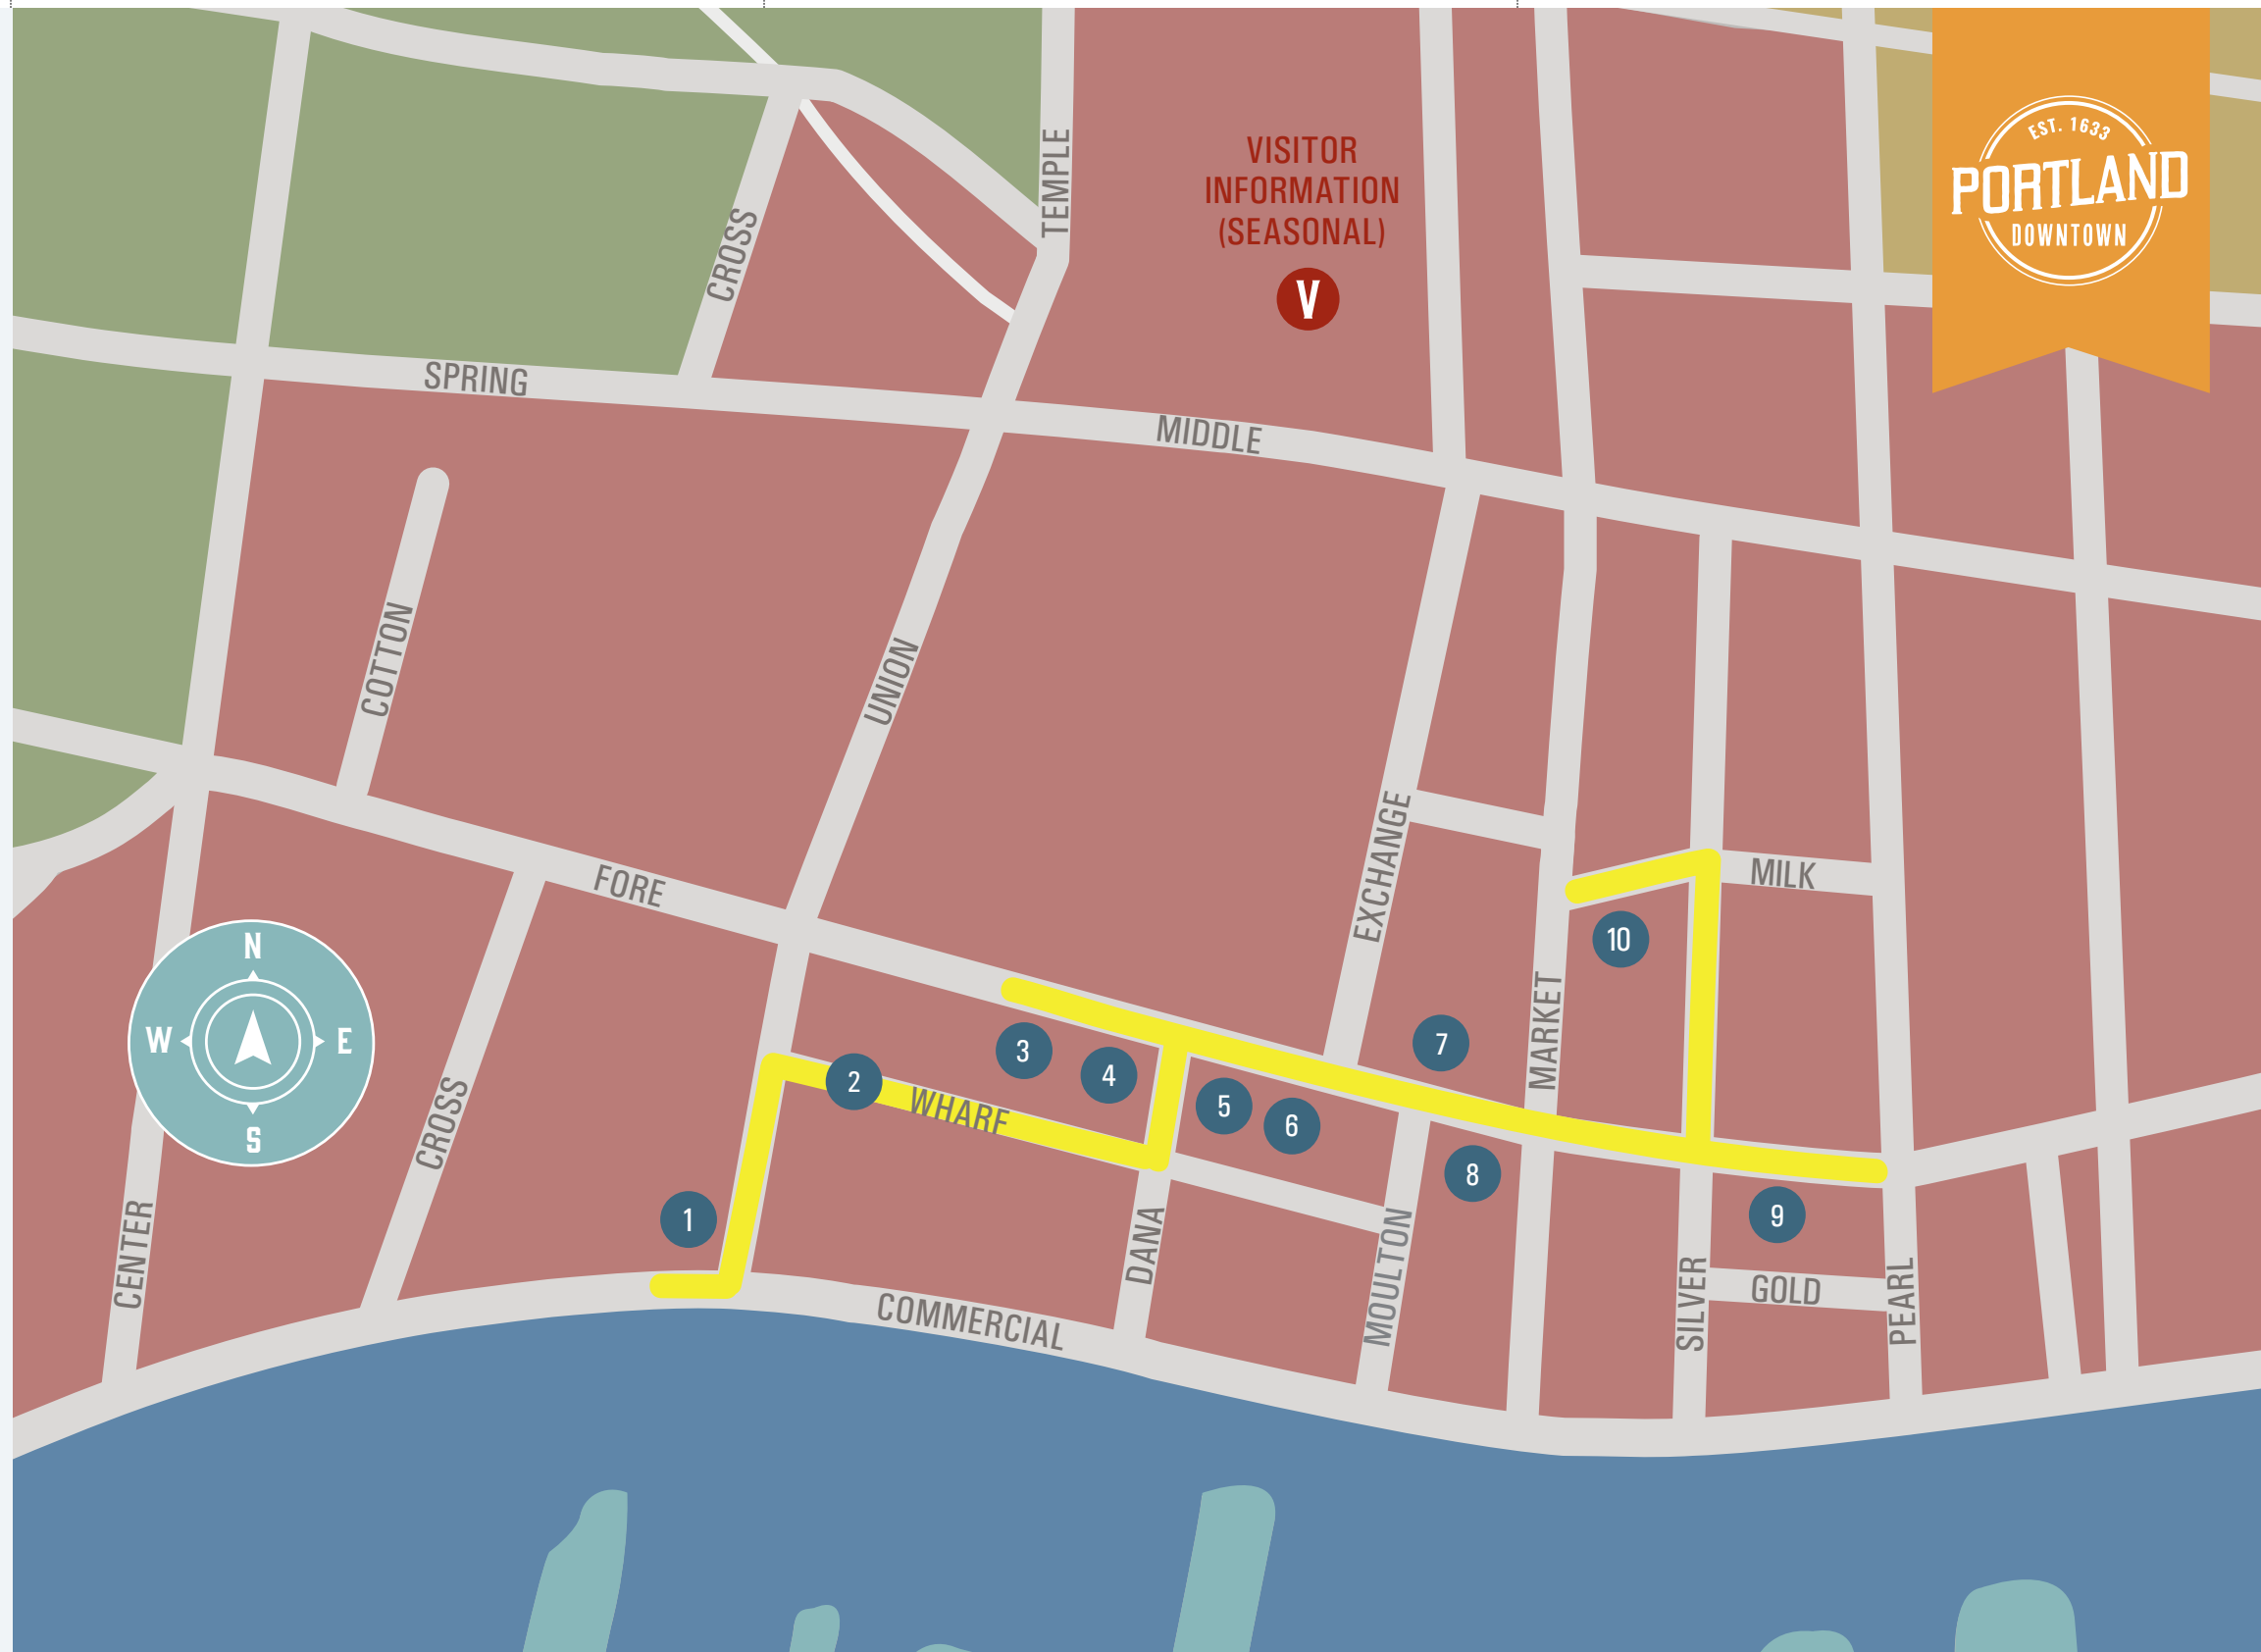 EST. 1633
PORTLAND
DOWNTOWN
TEMPLE
VISITOR
INFORMATION
(SEASONAL)
V
CROSS
SPRING
MIDDLE
COTTON
UNION
EXCHANGE
FORE
MILK
10
N
W
E
S
MARKET
3
4
7
2
WHARF
5
6
8
CROSS
1
9
CENTER
DANA
MOULTON
SILVER
GOLD
PEARL
COMMERCIAL